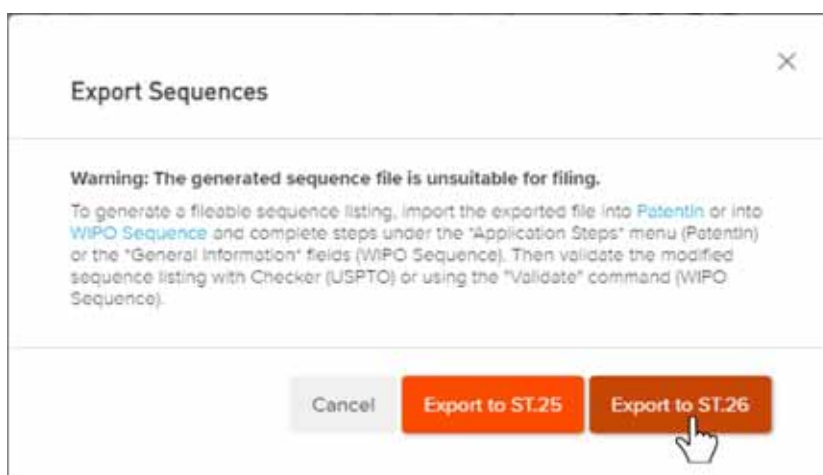 Export Sequences
Warning: The generated sequence file is unsuitable for filing.
To generate a fileable sequence listing, import the exported file into PatentIn or into
WIPO Sequence and complete steps under the "Application Steps" menu (PatentIn)
or the "General Information" fields (WIPO Sequence). Then validate the modified
sequence listing with Checker (USPTO) or using the "Validate" command (WIPO
Sequence).
Cancel Export to ST.25 Export to ST.26